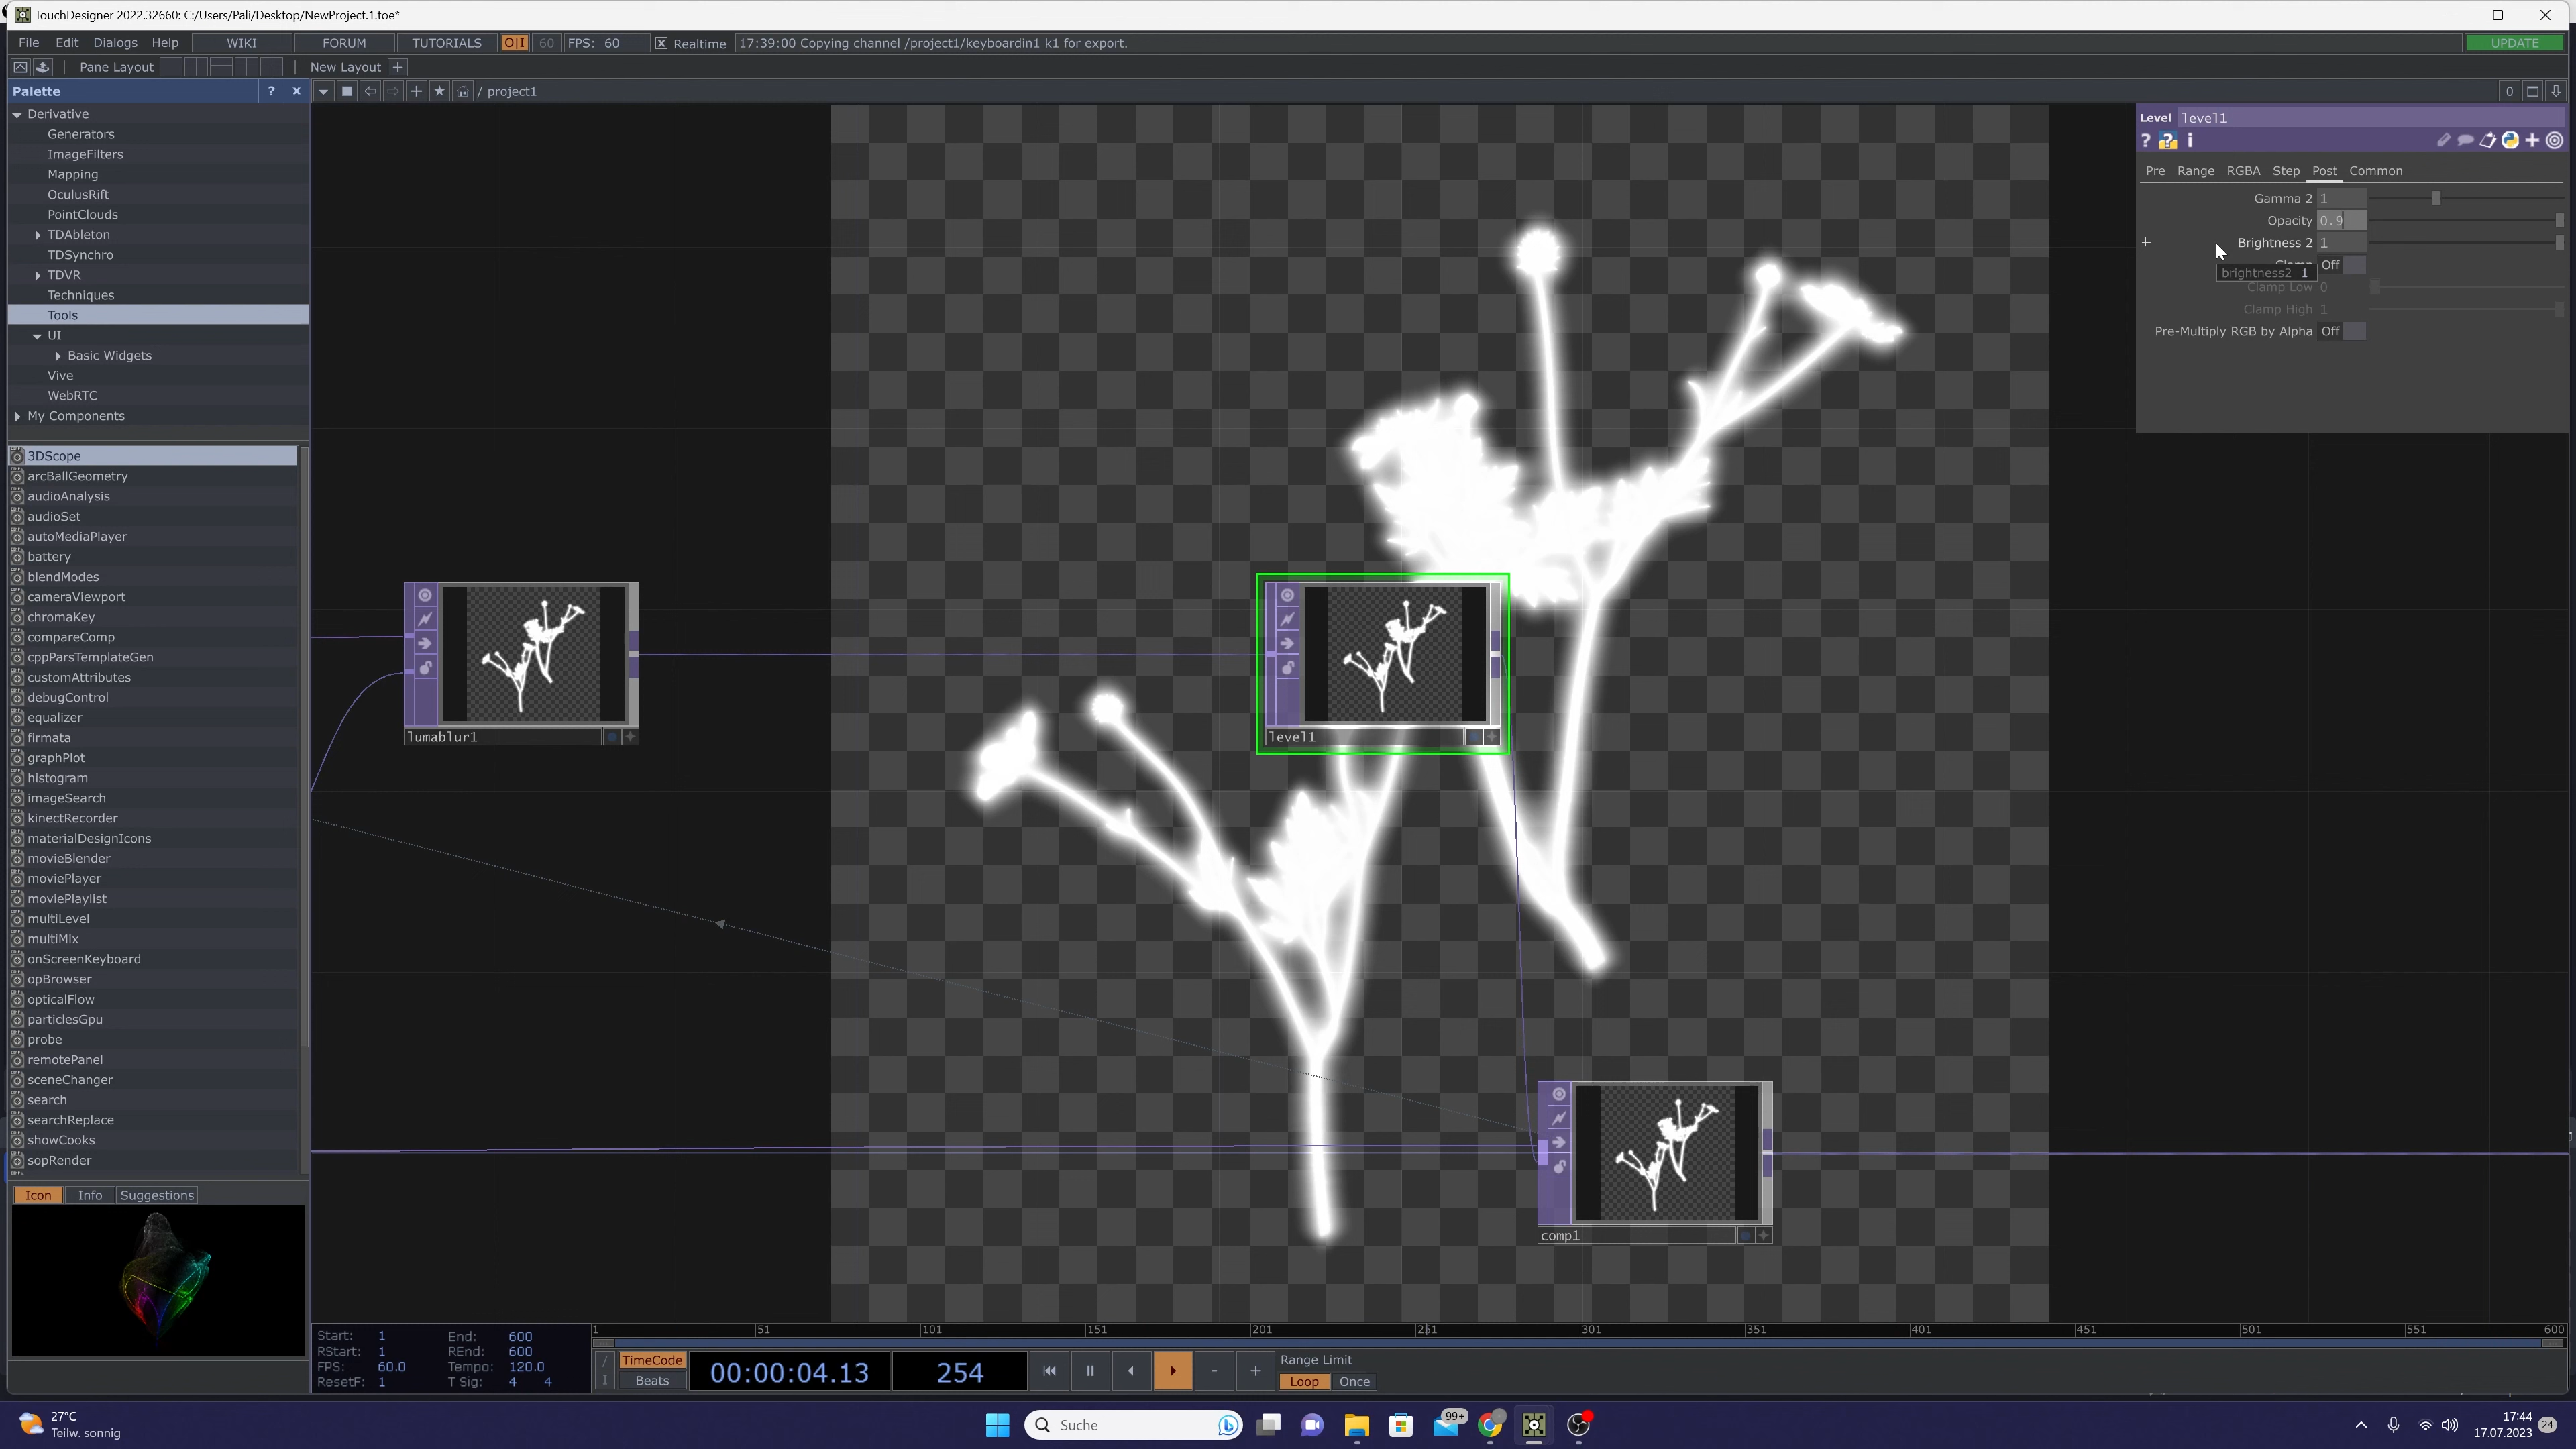 TouchDesigner 2022.32660: C:/Users/Pali/Desktop/NewProject.1.toe*
File Edit Dialogs Help WIKI FORUM TUTORIALS O|I 60 FPS: 60 Realtime 17:39:00 Copying channel /project1/keyboardin1 k1 for export. UPDATE
Pane Layout New Layout +
Palette ? x / project1 0
Derivative
Generators
ImageFilters
Mapping
OculusRift
PointClouds
TDAbleton
TDSynchro
TDVR
Techniques
Tools
UI
Basic Widgets
Vive
WebRTC
My Components
3DScope
arcBallGeometry
audioAnalysis
audioSet
autoMediaPlayer
battery
blendModes
cameraViewport
chromaKey
compareComp
cppParsTemplateGen
customAttributes
debugControl
equalizer
firmata
graphPlot
histogram
imageSearch
kinectRecorder
materialDesignIcons
movieBlender
moviePlayer
moviePlaylist
multiLevel
multiMix
onScreenKeyboard
opBrowser
opticalFlow
particlesGpu
probe
remotePanel
sceneChanger
search
searchReplace
showCooks
sopRender
Icon Info Suggestions
lumablur1
level1
comp1
Level level1
? ? i
Pre Range RGBA Step Post Common
Gamma 2 1
Opacity 0.9
Brightness 2 1
Off
brightness2 1
Clamp Low 0
Clamp High 1
Pre-Multiply RGB by Alpha Off
1 51 101 151 201 251 301 351 401 451 501 551 600
Start: 1 End: 600
RStart: 1 REnd: 600
FPS: 60.0 Tempo: 120.0
ResetF: 1 T Sig: 4 4
TimeCode
Beats
00:00:04.13 254
Range Limit
Loop Once
27°C
Teilw. sonnig
Suche
99+
17:44
17.07.2023
24